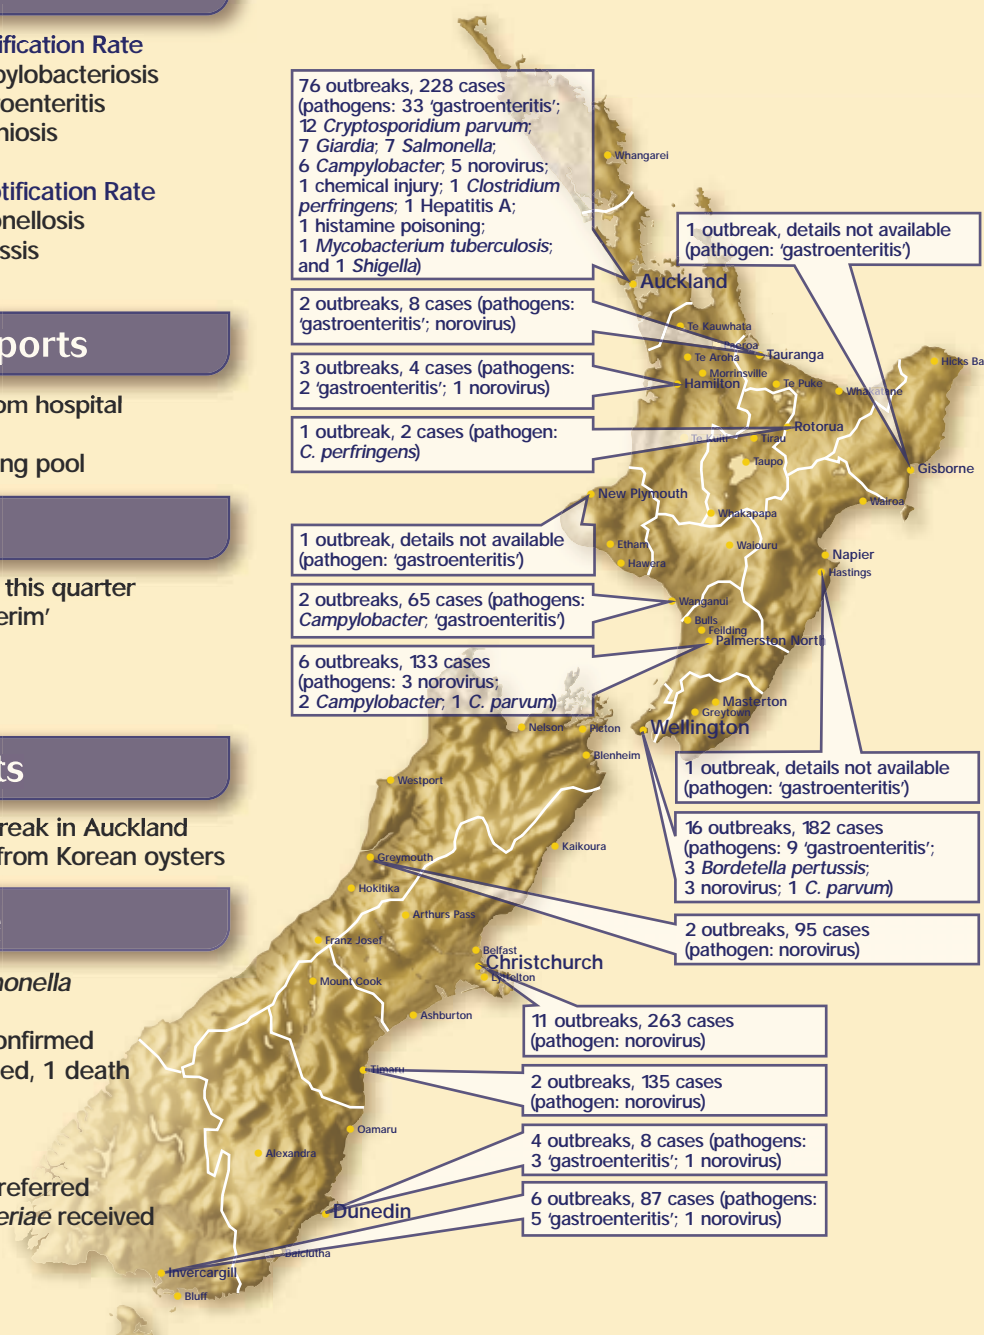 ification Rate
pylobacteriosis
roenteritis
niosis
otification Rate
onellosis
ssis
ports
om hospital
ng pool
this quarter
erim'
ts
reak in Auckland
from Korean oysters
monella
onfirmed
ed, 1 death
referred
eriae received
76 outbreaks, 228 cases
(pathogens: 33 'gastroenteritis';
12 Cryptosporidium parvum;
7 Giardia; 7 Salmonella;
6 Campylobacter; 5 norovirus;
1 chemical injury; 1 Clostridium
perfringens; 1 Hepatitis A;
1 histamine poisoning;
1 Mycobacterium tuberculosis;
and 1 Shigella)
2 outbreaks, 8 cases (pathogens:
'gastroenteritis'; norovirus)
3 outbreaks, 4 cases (pathogens:
2 'gastroenteritis'; 1 norovirus)
1 outbreak, 2 cases (pathogen:
C. perfringens)
1 outbreak, details not available
(pathogen: 'gastroenteritis')
2 outbreaks, 65 cases (pathogens:
Campylobacter; 'gastroenteritis')
6 outbreaks, 133 cases
(pathogens: 3 norovirus;
2 Campylobacter; 1 C. parvum)
1 outbreak, details not available
(pathogen: 'gastroenteritis')
Whangarei
Auckland
Te Kauwhata
Paeroa
Te Aroha
Tauranga
Morrinsville
Hamilton
Te Puke
Whakatane
Hicks Ba
Rotorua
Te Kuiti
Tirau
Taupo
Gisborne
New Plymouth
Wairoa
Whakapapa
Etham
Waiouru
Napier
Hawera
Hastings
Wanganui
Bulls
Feilding
Palmerston North
Masterton
Greytown
Wellington
Nelson
Picton
Blenheim
Westport
Kaikoura
Greymouth
Hokitika
Arthurs Pass
Franz Josef
Belfast
Christchurch
Lyttelton
Mount Cook
Ashburton
Timaru
Oamaru
Alexandra
Dunedin
Balclutha
Invercargill
Bluff
1 outbreak, details not available
(pathogen: 'gastroenteritis')
16 outbreaks, 182 cases
(pathogens: 9 'gastroenteritis';
3 Bordetella pertussis;
3 norovirus; 1 C. parvum)
2 outbreaks, 95 cases
(pathogen: norovirus)
11 outbreaks, 263 cases
(pathogen: norovirus)
2 outbreaks, 135 cases
(pathogen: norovirus)
4 outbreaks, 8 cases (pathogens:
3 'gastroenteritis'; 1 norovirus)
6 outbreaks, 87 cases (pathogens:
5 'gastroenteritis'; 1 norovirus)